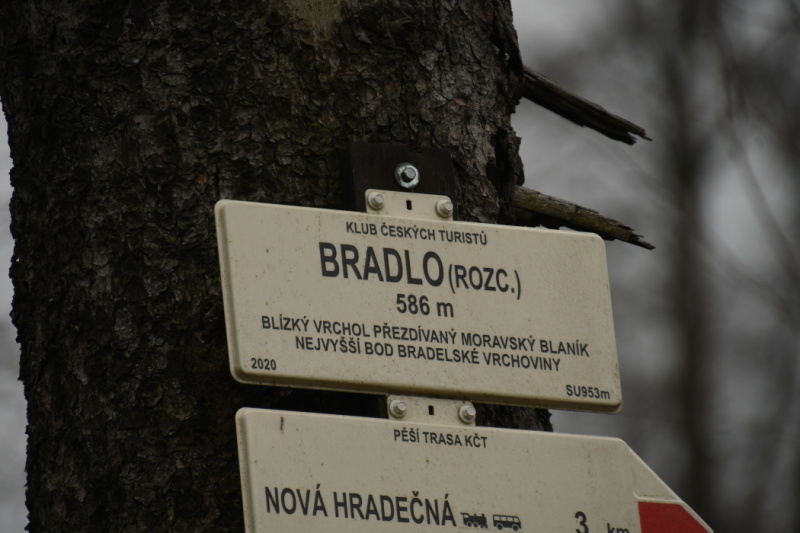 KLUB ČESKÝCH TURISTŮ
BRADLO (ROZC.)
586 m
BLÍZKÝ VRCHOL PŘEZDÍVANÝ MORAVSKÝ BLANÍK
NEJVYŠŠÍ BOD BRADELSKÉ VRCHOVINY
2020 SU953m
PĚŠÍ TRASA KČT
NOVÁ HRADEČNÁ 3 km